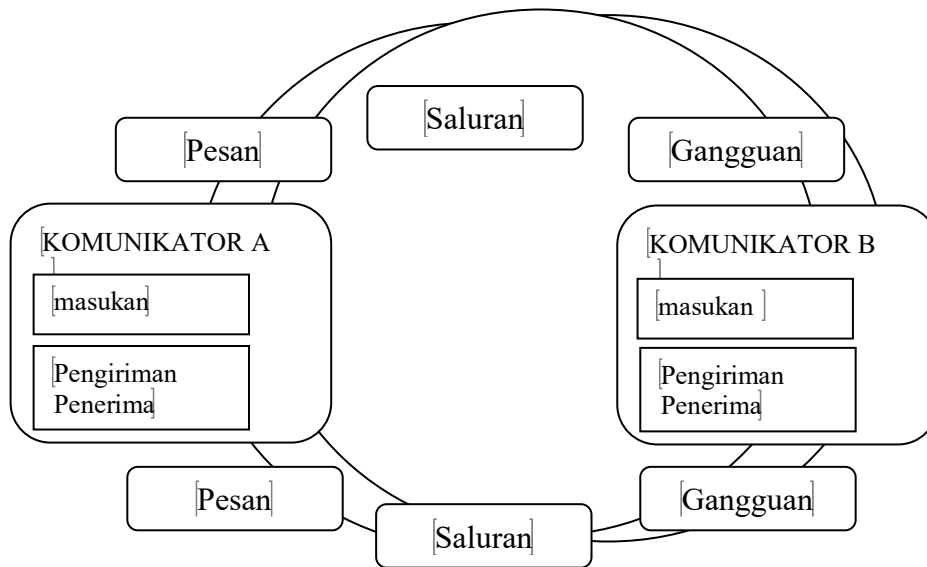 Saluran
Pesan
Gangguan
KOMUNIKATOR A
masukan
Pengiriman
Penerima
KOMUNIKATOR B
masukan
Pengiriman
Penerima
Pesan
Saluran
Gangguan